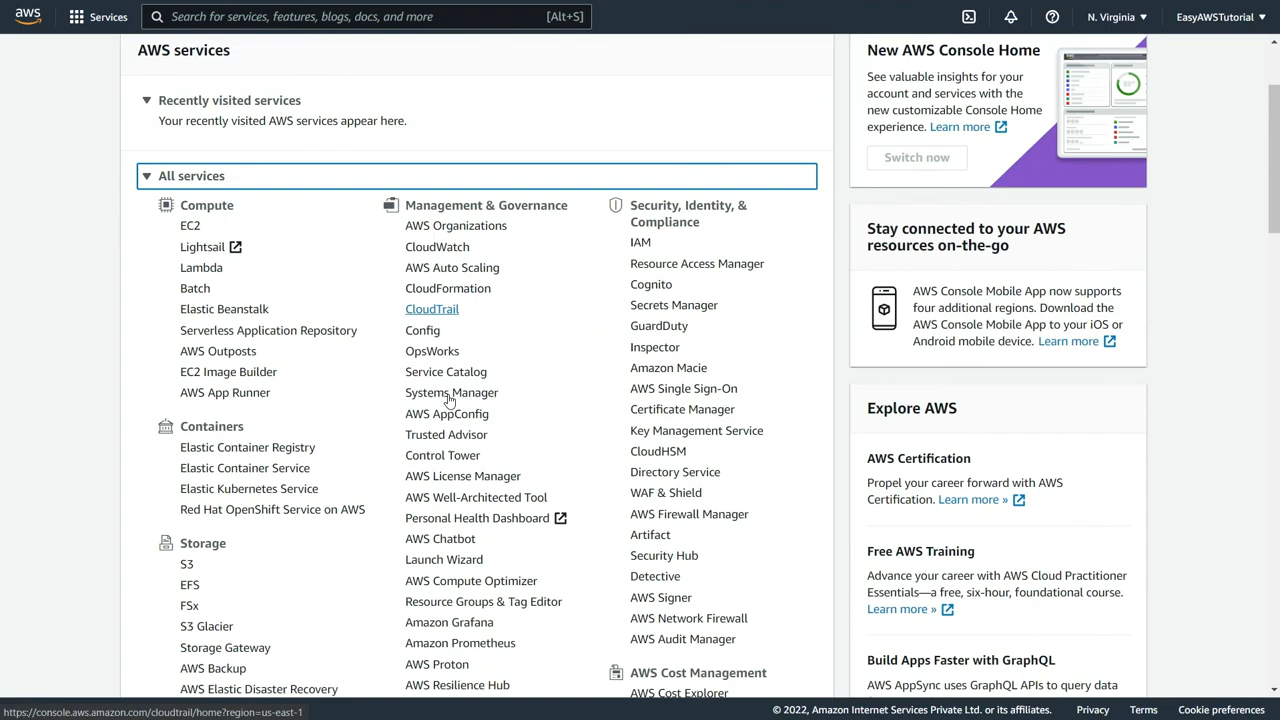 aws
Services
Search for services, features, blogs, docs, and more
[Alt+S]
N. Virginia ▼
EasyAWSTutorial ▼
AWS services
Recently visited services
Your recently visited AWS services appear here.
All services
Compute
EC2
Lightsail
Lambda
Batch
Elastic Beanstalk
Serverless Application Repository
AWS Outposts
EC2 Image Builder
AWS App Runner
Containers
Elastic Container Registry
Elastic Container Service
Elastic Kubernetes Service
Red Hat OpenShift Service on AWS
Storage
S3
EFS
FSx
S3 Glacier
Storage Gateway
AWS Backup
AWS Elastic Disaster Recovery
Management & Governance
AWS Organizations
CloudWatch
AWS Auto Scaling
CloudFormation
CloudTrail
Config
OpsWorks
Service Catalog
Systems Manager
AWS AppConfig
Trusted Advisor
Control Tower
AWS License Manager
AWS Well-Architected Tool
Personal Health Dashboard
AWS Chatbot
Launch Wizard
AWS Compute Optimizer
Resource Groups & Tag Editor
Amazon Grafana
Amazon Prometheus
AWS Proton
AWS Resilience Hub
Security, Identity, &
Compliance
IAM
Resource Access Manager
Cognito
Secrets Manager
GuardDuty
Inspector
Amazon Macie
AWS Single Sign-On
Certificate Manager
Key Management Service
CloudHSM
Directory Service
WAF & Shield
AWS Firewall Manager
Artifact
Security Hub
Detective
AWS Signer
AWS Network Firewall
AWS Audit Manager
AWS Cost Management
AWS Cost Explorer
New AWS Console Home
See valuable insights for your
account and services with the
new customizable Console Home
experience. Learn more
Switch now
Stay connected to your AWS
resources on-the-go
AWS Console Mobile App now supports
four additional regions. Download the
AWS Console Mobile App to your iOS or
Android mobile device. Learn more
Explore AWS
AWS Certification
Propel your career forward with AWS
Certification. Learn more »
Free AWS Training
Advance your career with AWS Cloud Practitioner
Essentials—a free, six-hour, foundational course.
Learn more »
Build Apps Faster with GraphQL
AWS AppSync uses GraphQL APIs to query data
https://console.aws.amazon.com/cloudtrail/home?region=us-east-1
© 2022, Amazon Internet Services Private Ltd. or its affiliates.
Privacy
Terms
Cookie preferences